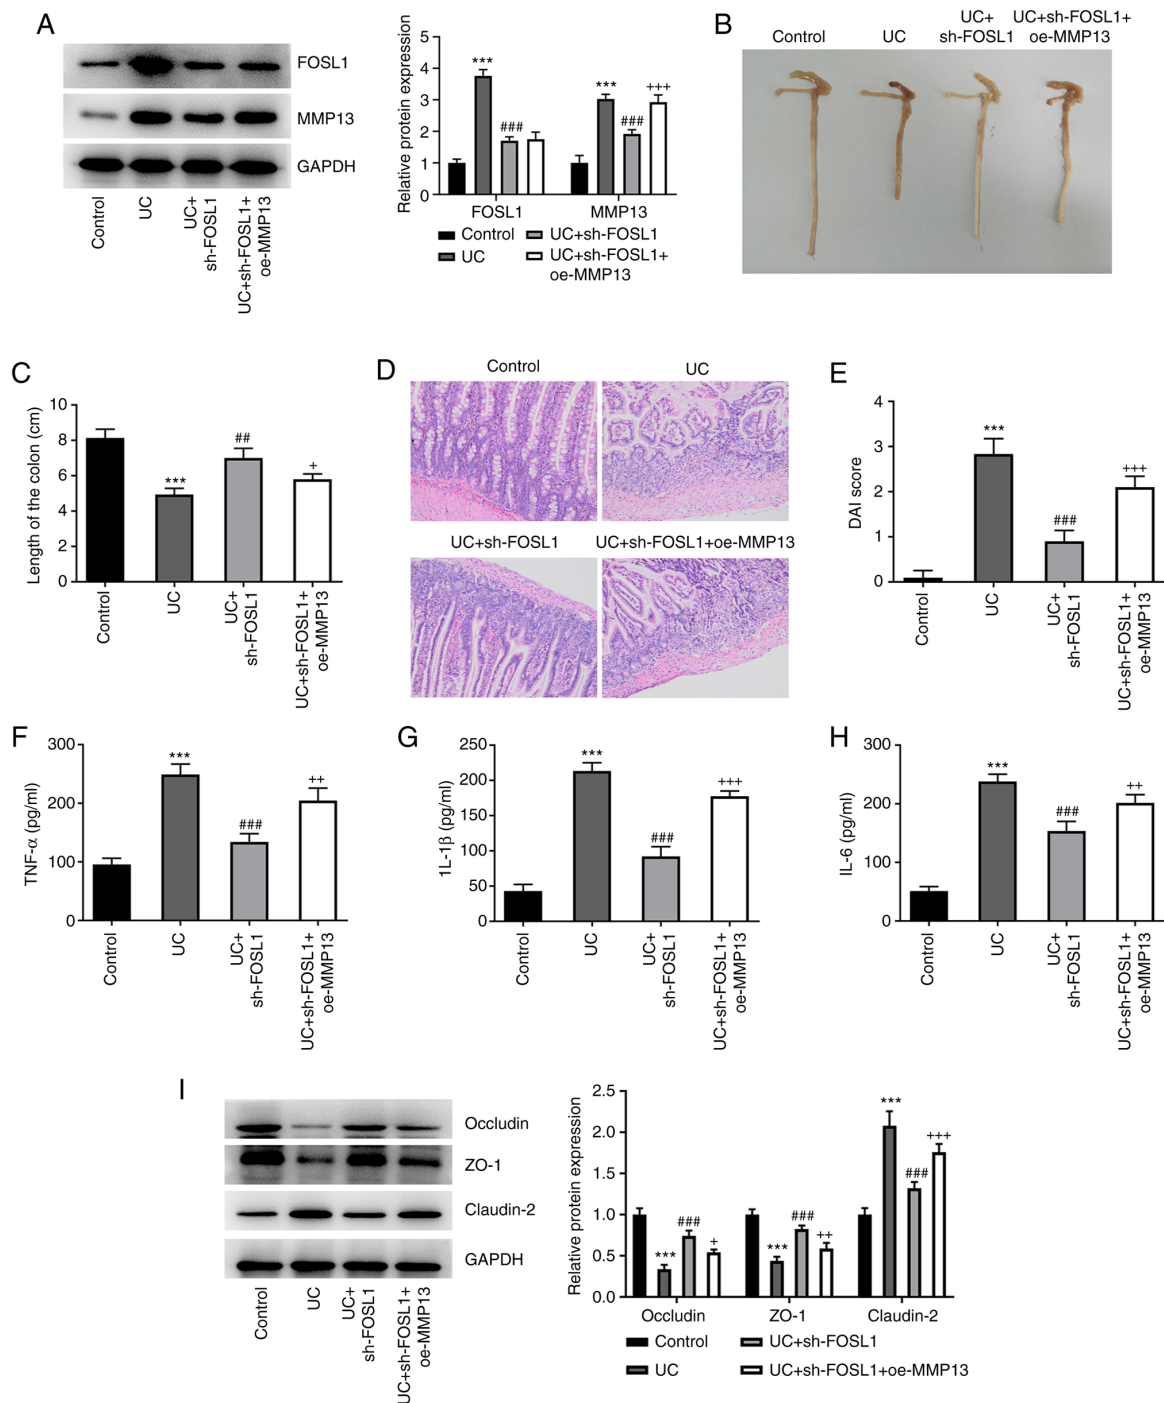 A
FOSL1
MMP13
GAPDH
Control
UC
UC+
sh-FOSL1
UC+sh-FOSL1+
oe-MMP13
Relative protein expression
5
4
3
2
1
0
***
###
***
###
+++
FOSL1
MMP13
Control
UC+sh-FOSL1
UC
UC+sh-FOSL1+
oe-MMP13
B
Control
UC
UC+
sh-FOSL1
UC+sh-FOSL1+
oe-MMP13
C
Length of the colon (cm)
10
8
6
4
2
0
***
##
+
Control
UC
UC+
sh-FOSL1
UC+sh-FOSL1+
oe-MMP13
D
Control
UC
UC+sh-FOSL1
UC+sh-FOSL1+oe-MMP13
E
DAI score
4
3
2
1
0
***
###
+++
Control
UC
UC+
sh-FOSL1
UC+sh-FOSL1+
oe-MMP13
F
TNF-α (pg/ml)
300
200
100
0
***
###
++
Control
UC
UC+
sh-FOSL1
UC+sh-FOSL1+
oe-MMP13
G
1L-1β (pg/ml)
250
200
150
100
50
0
***
###
+++
Control
UC
UC+
sh-FOSL1
UC+sh-FOSL1+
oe-MMP13
H
IL-6 (pg/ml)
300
200
100
0
***
###
++
Control
UC
UC+
sh-FOSL1
UC+sh-FOSL1+
oe-MMP13
I
Occludin
ZO-1
Claudin-2
GAPDH
Control
UC
UC+
sh-FOSL1
UC+sh-FOSL1+
oe-MMP13
Relative protein expression
2.5
2.0
1.5
1.0
0.5
0.0
***
###
+
***
###
++
***
###
+++
Occludin
ZO-1
Claudin-2
Control
UC+sh-FOSL1
UC
UC+sh-FOSL1+oe-MMP13